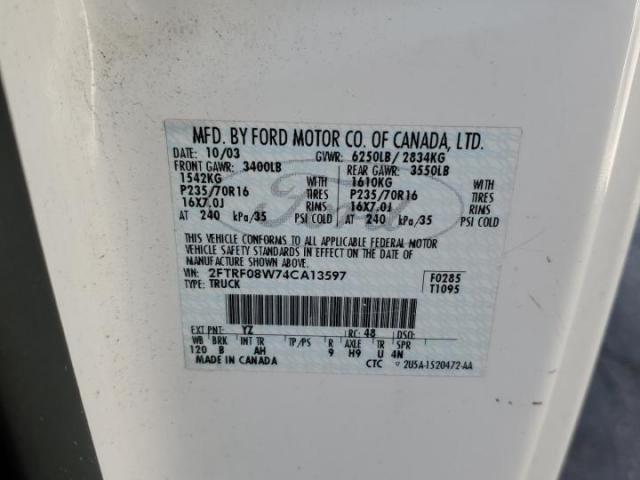 MFD. BY FORD MOTOR CO. OF CANADA, LTD.
DATE: 10/03 GVWR: 6250LB/ 2834KG
FRONT GAWR: 3400LB REAR GAWR: 3550LB
1542KG WITH 1610KG WITH
P235/70R16 TIRES P235/70R16 TIRES
16X7.0J RIMS 16X7.0J RIMS
AT 240 kPa/35 PSI COLD AT 240 kPa/35 PSI COLD
THIS VEHICLE CONFORMS TO ALL APPLICABLE FEDERAL MOTOR
VEHICLE SAFETY STANDARDS IN EFFECT ON THE DATE OF
MANUFACTURE SHOWN ABOVE.
VIN: 2FTRF08W74CA13597 F0285
TYPE: TRUCK T1095
EXT PNT: YZ RC: 48 DSO:
WB BRK INT TR TP/PS R AXLE TR SPR
120 B AH 9 H9 U 4N
MADE IN CANADA CTC 2U5A-1520472-AA
Ford